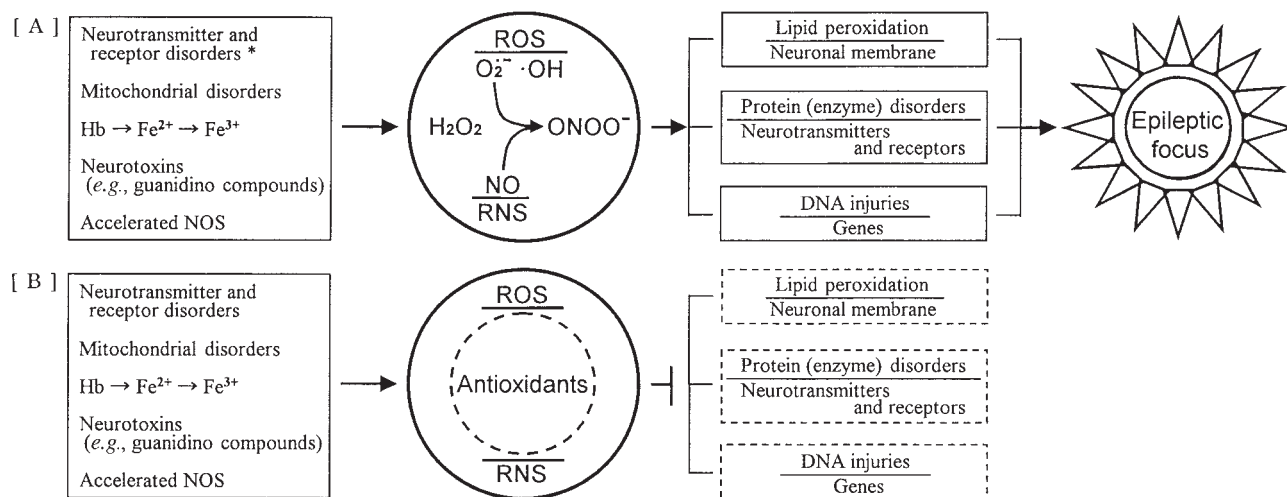 [ A ]
Neurotransmitter and
receptor disorders *
Mitochondrial disorders
Hb → Fe²⁺ → Fe³⁺
Neurotoxins
(e.g., guanidino compounds)
Accelerated NOS
ROS
O₂·⁻ ·OH
H₂O₂
ONOO⁻
NO
RNS
Lipid peroxidation
Neuronal membrane
Protein (enzyme) disorders
Neurotransmitters
and receptors
DNA injuries
Genes
Epileptic
focus
[ B ]
Neurotransmitter and
receptor disorders
Mitochondrial disorders
Hb → Fe²⁺ → Fe³⁺
Neurotoxins
(e.g., guanidino compounds)
Accelerated NOS
ROS
Antioxidants
RNS
Lipid peroxidation
Neuronal membrane
Protein (enzyme) disorders
Neurotransmitters
and receptors
DNA injuries
Genes